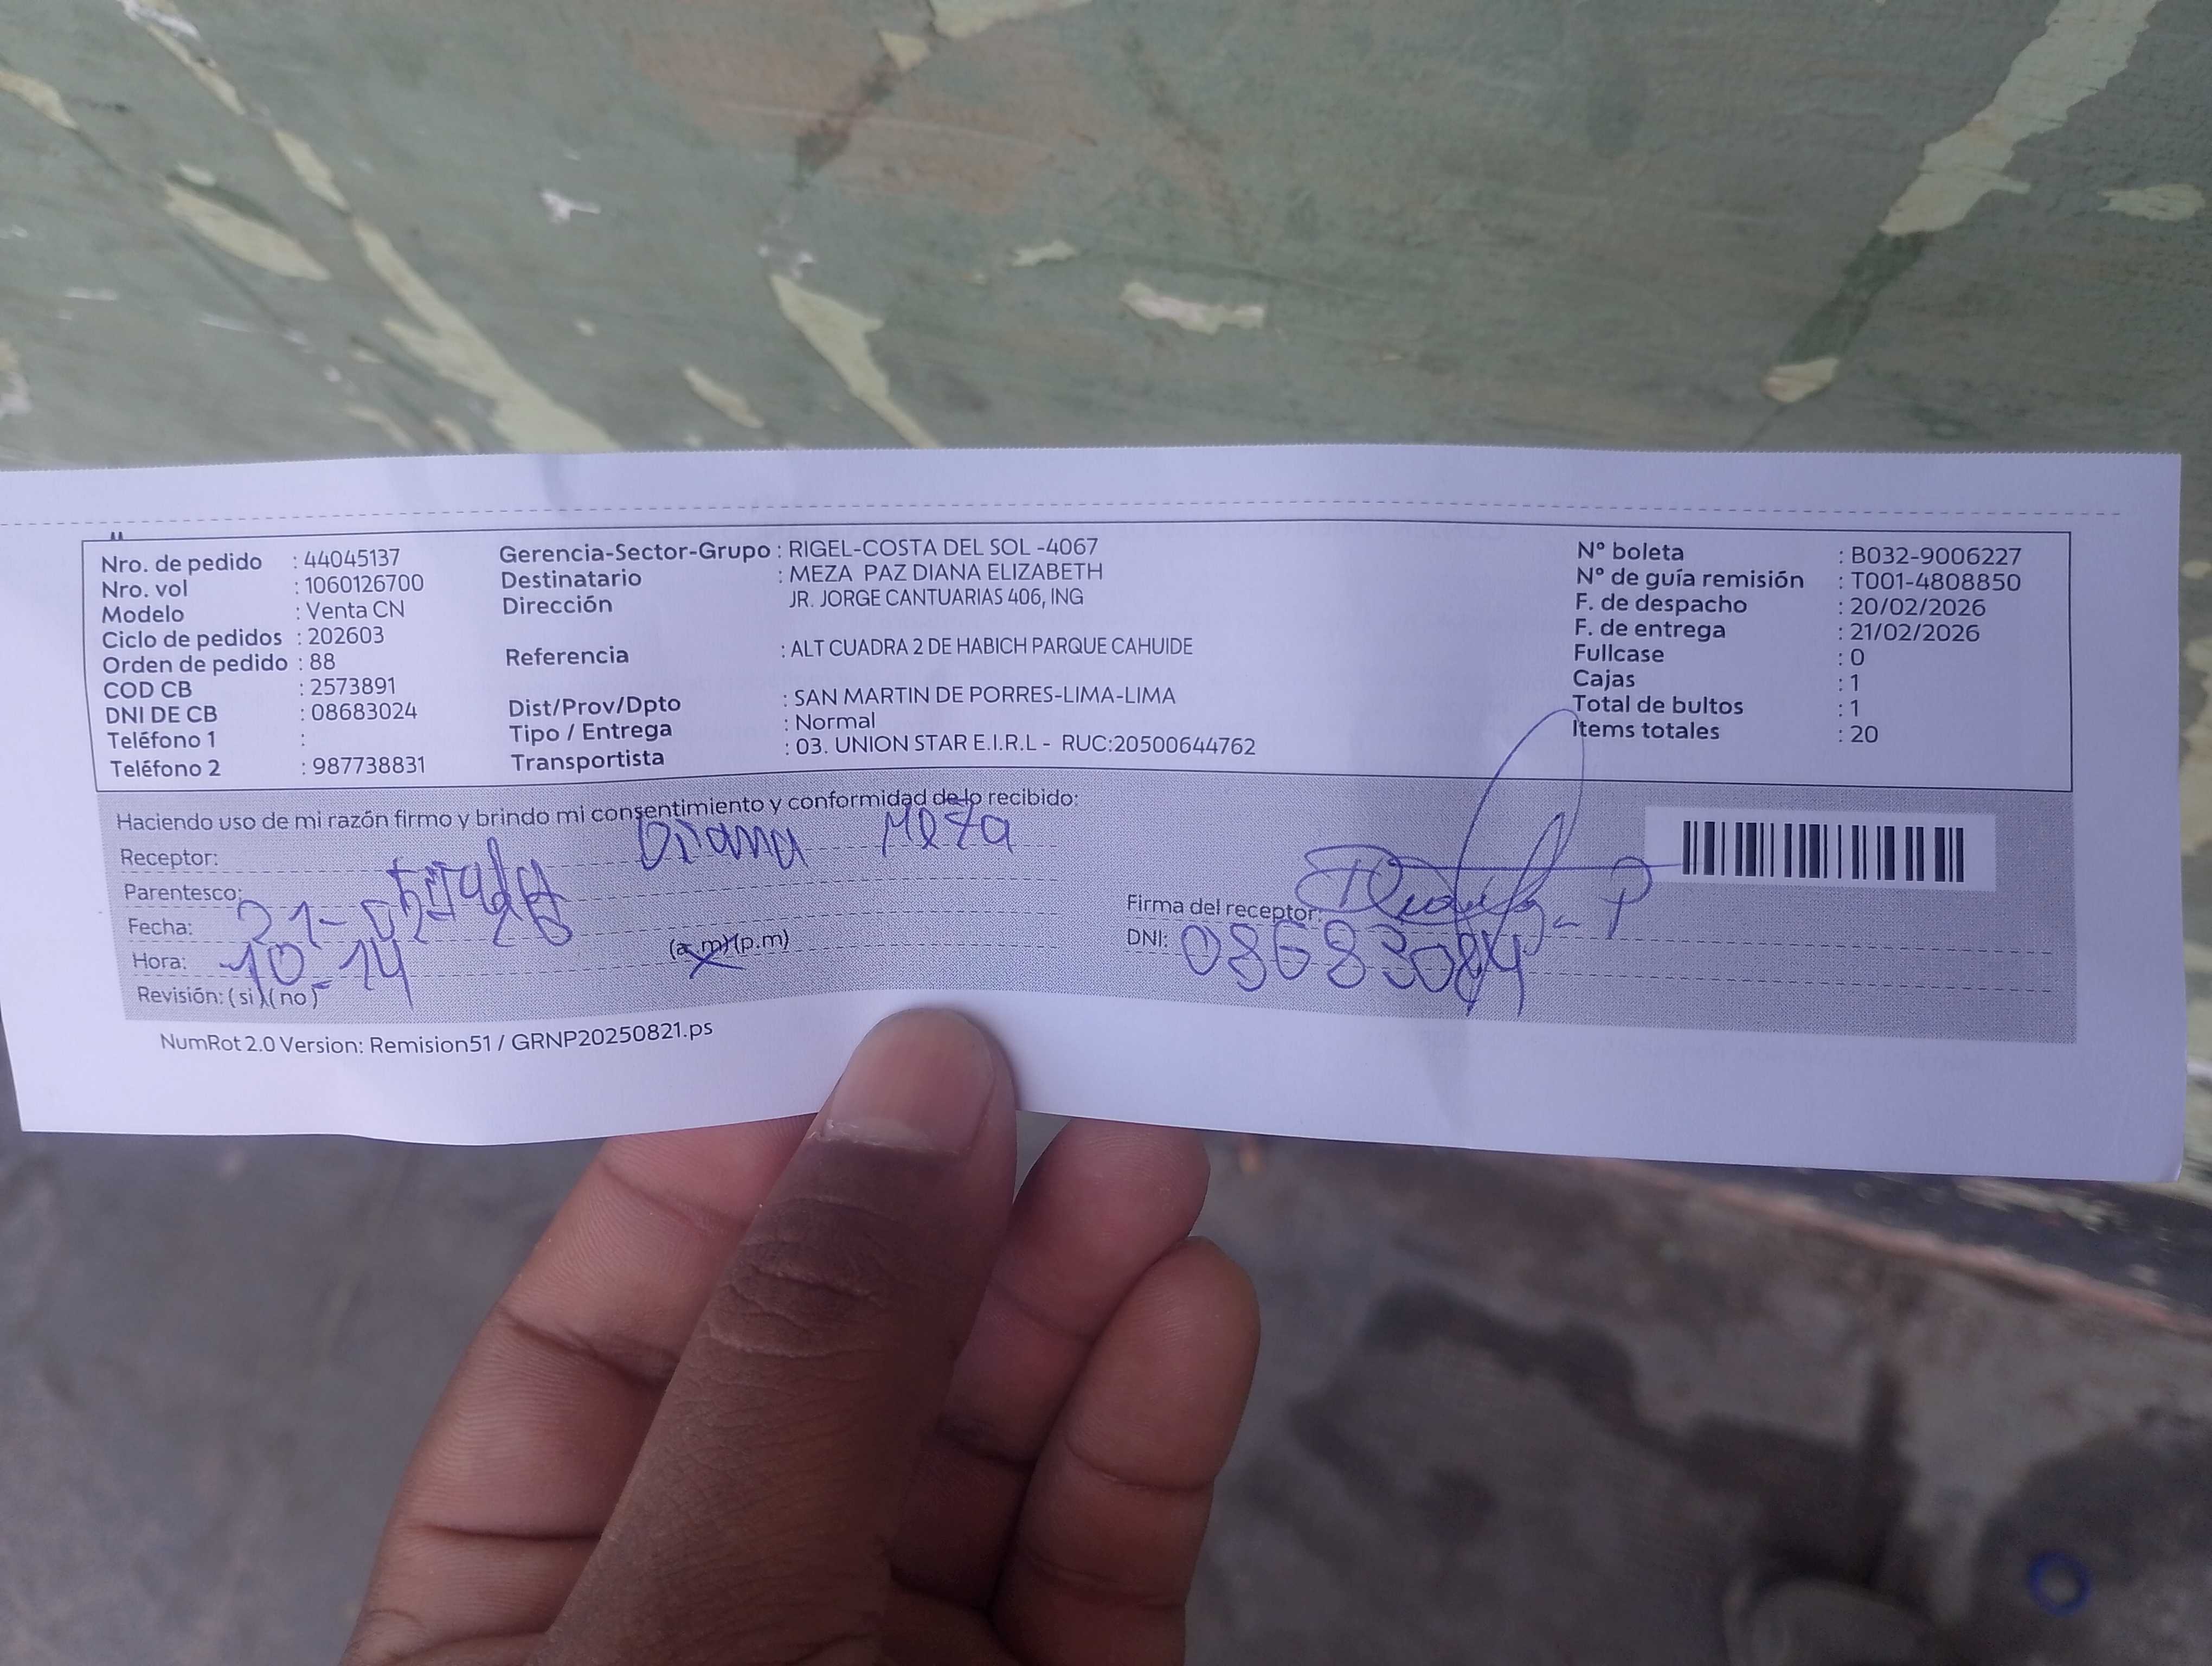 Nro. de pedido : 44045137
Nro. vol : 1060126700
Modelo : Venta CN
Ciclo de pedidos : 202603
Orden de pedido : 88
COD CB : 2573891
DNI DE CB : 08683024
Teléfono 1 :
Teléfono 2 : 987738831
Gerencia-Sector-Grupo : RIGEL-COSTA DEL SOL -4067
Destinatario : MEZA PAZ DIANA ELIZABETH
Dirección JR. JORGE CANTUARIAS 406, ING
Referencia : ALT CUADRA 2 DE HABICH PARQUE CAHUIDE
Dist/Prov/Dpto : SAN MARTIN DE PORRES-LIMA-LIMA
Tipo / Entrega : Normal
Transportista : 03. UNION STAR E.I.R.L - RUC:20500644762
N° boleta : B032-9006227
N° de guía remisión : T001-4808850
F. de despacho : 20/02/2026
F. de entrega : 21/02/2026
Fullcase : 0
Cajas : 1
Total de bultos : 1
Items totales : 20
Haciendo uso de mi razón firmo y brindo mi consentimiento y conformidad de lo recibido:
Receptor: Diana Meza
Parentesco:
Fecha: 21-02-26
Hora: 10-14 (a.m)(p.m)
Revisión: (si)(no)
Firma del receptor:
DNI:
NumRot 2.0 Version: Remision51 / GRNP20250821.ps